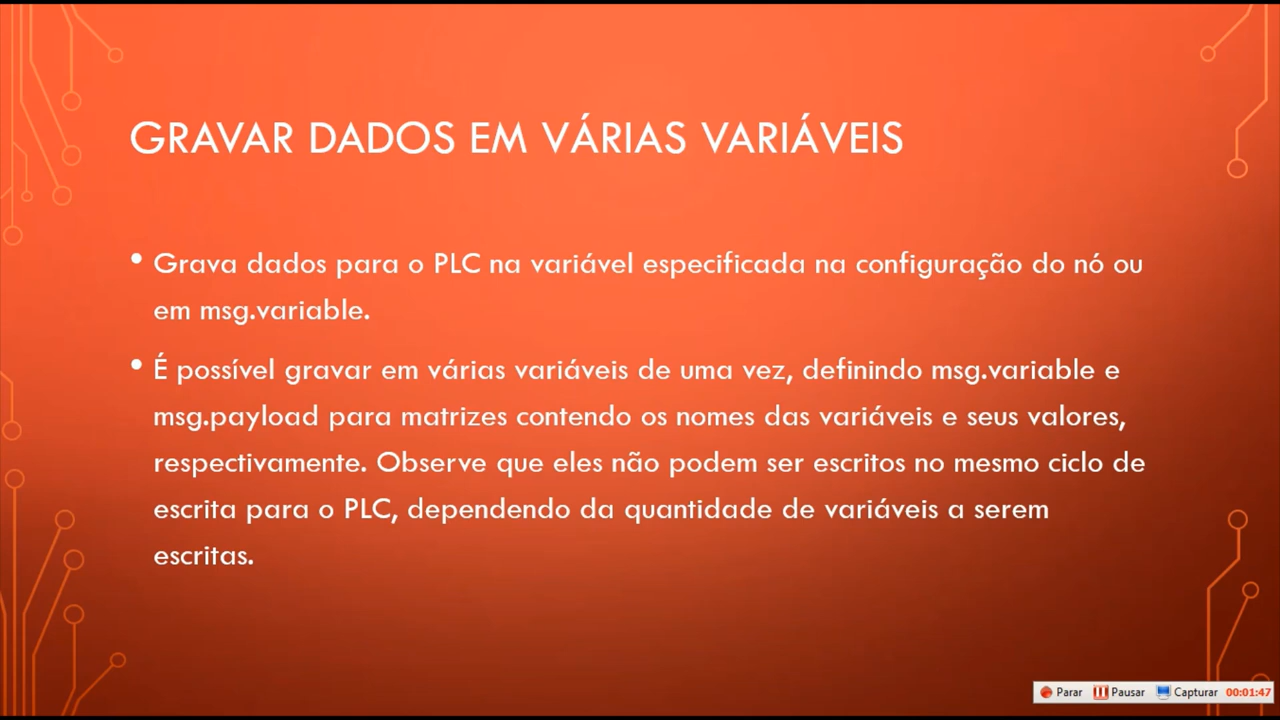 GRAVAR DADOS EM VÁRIAS VARIÁVEIS
• Grava dados para o PLC na variável especificada na configuração do nó ou
em msg.variable.
• É possível gravar em várias variáveis de uma vez, definindo msg.variable e
msg.payload para matrizes contendo os nomes das variáveis e seus valores,
respectivamente. Observe que eles não podem ser escritos no mesmo ciclo de
escrita para o PLC, dependendo da quantidade de variáveis a serem
escritas.
Parar Pausar Capturar 00:01:47